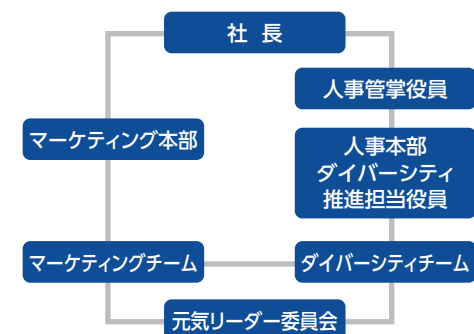 社 長
人事管掌役員
マーケティング本部
人事本部
ダイバーシティ
推進担当役員
マーケティングチーム
ダイバーシティチーム
元気リーダー委員会